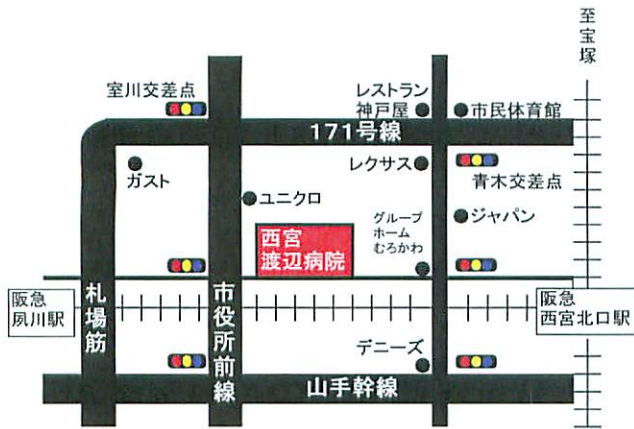 至宝塚
室川交差点
レストラン
神戸屋
市民体育館
171号線
ガスト
レクサス
青木交差点
ユニクロ
グループ
ホーム
むろかわ
ジャパン
西宮
渡辺病院
阪急
夙川駅
札場筋
市役所前線
阪急
西宮北口駅
デニーズ
山手幹線